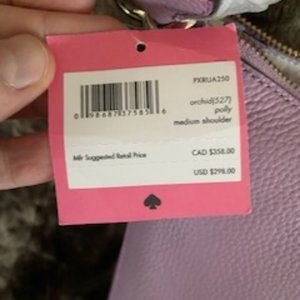 PXRUA250
orchid(527)
polly
medium shoulder
0 98687 37585 6
Mfr Suggested Retail Price
CAD $358.00
USD $298.00